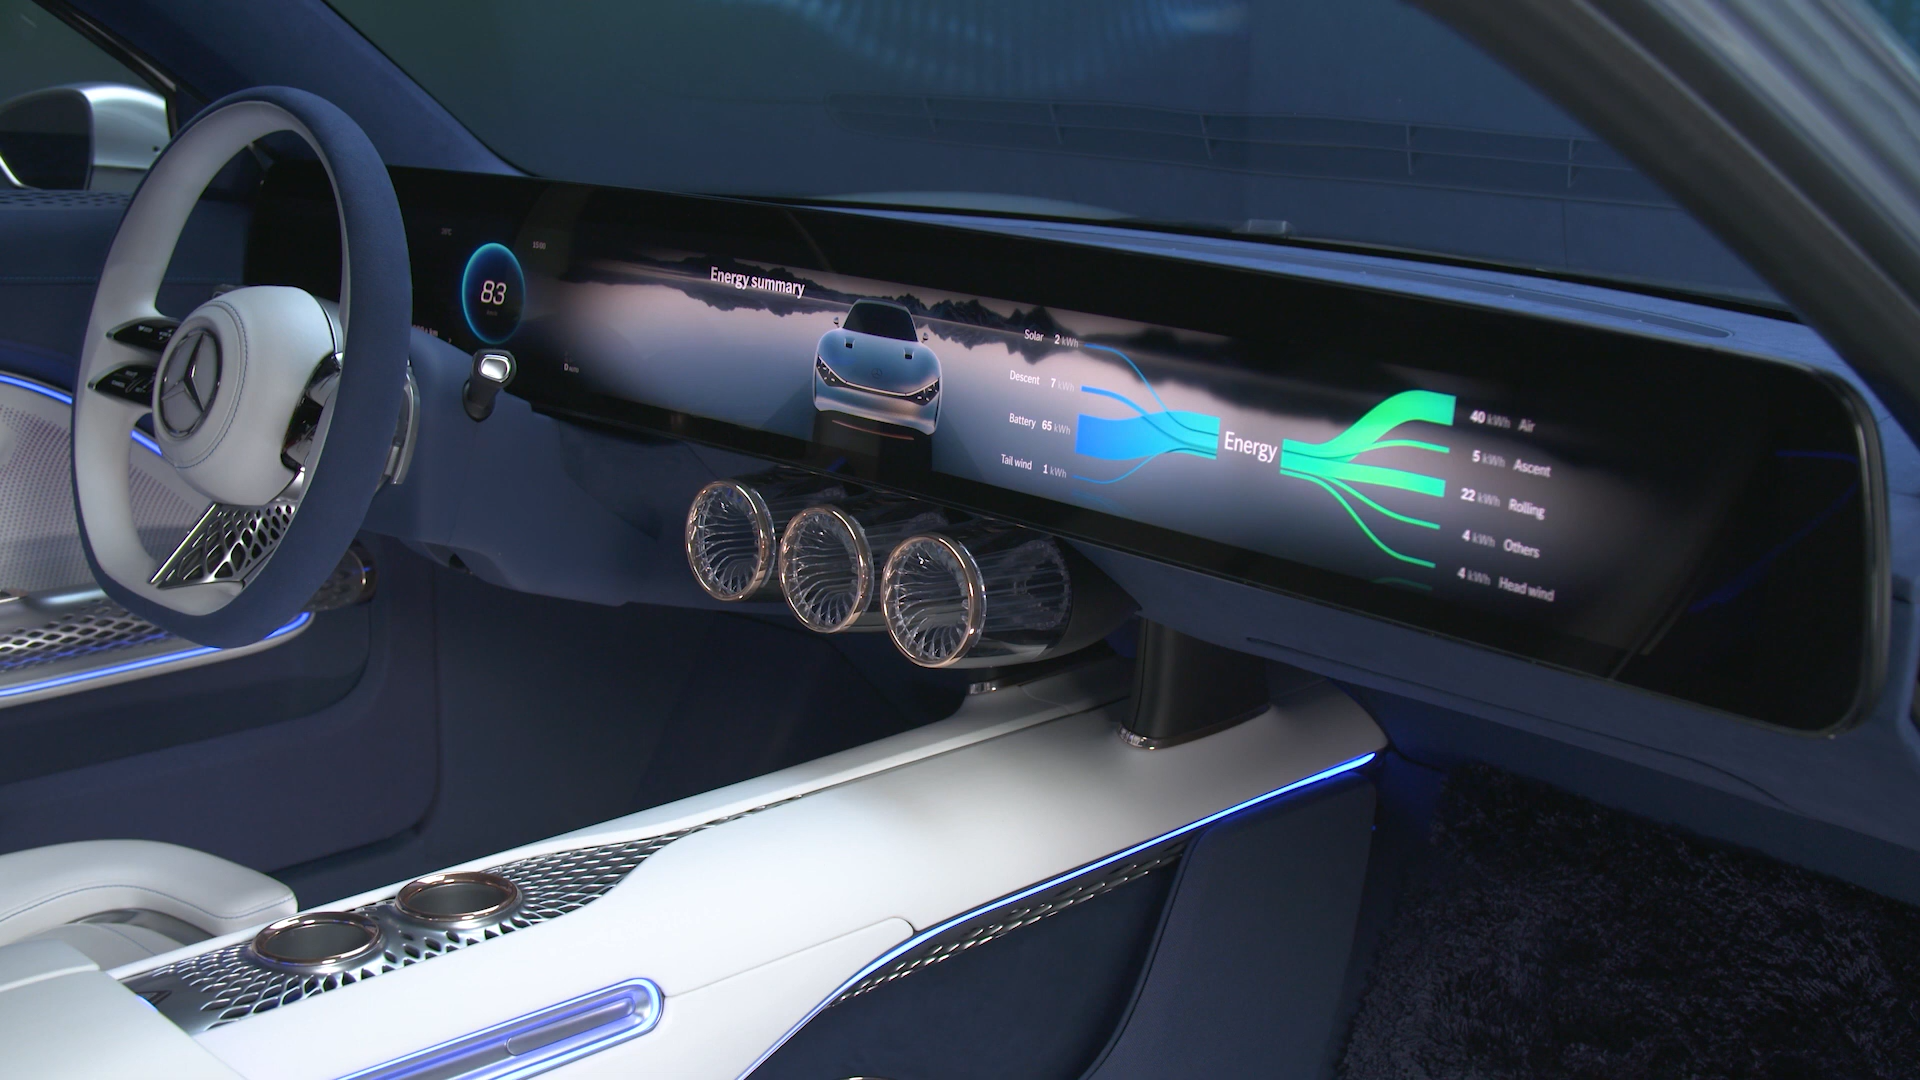 83
Energy summary
Solar 2 kWh
Descent 7 kWh
Battery 65 kWh
Tail wind 1 kWh
Energy
40 kWh Air
5 kWh Ascent
22 kWh Rolling
4 kWh Others
4 kWh Head wind